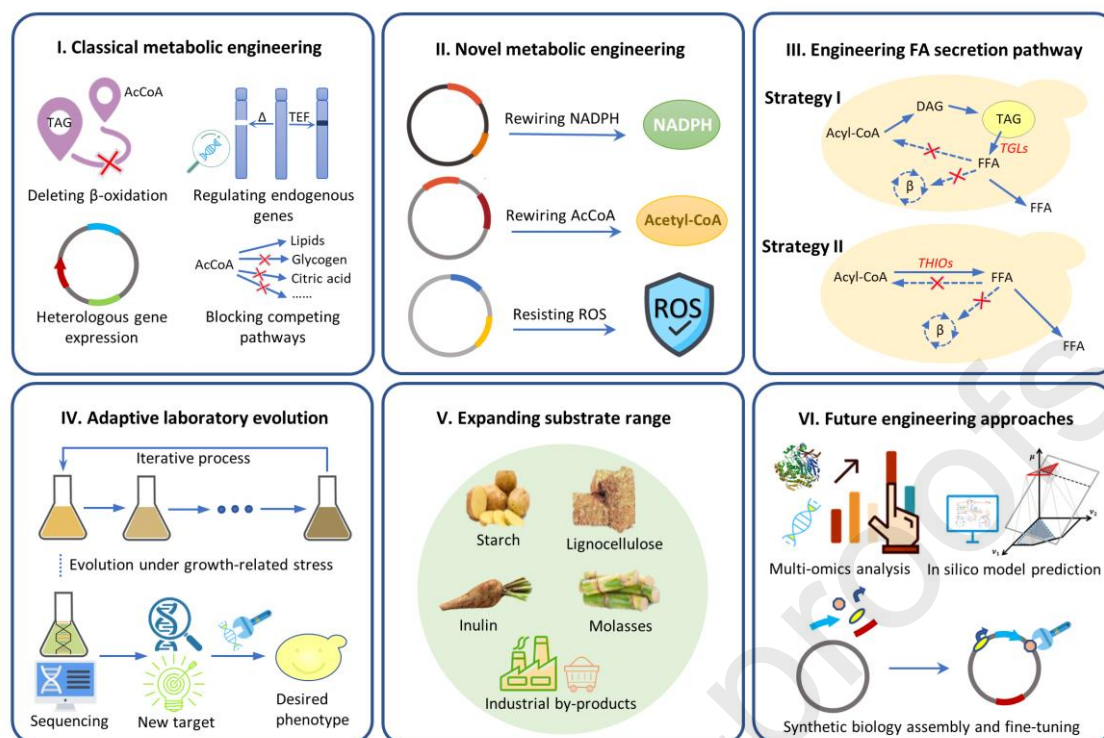 I. Classical metabolic engineering
AcCoA
TAG
Deleting β-oxidation
Δ
TEF
Regulating endogenous
genes
Heterologous gene
expression
AcCoA
Lipids
Glycogen
Citric acid
......
Blocking competing
pathways
II. Novel metabolic engineering
Rewiring NADPH
NADPH
Rewiring AcCoA
Acetyl-CoA
Resisting ROS
ROS
III. Engineering FA secretion pathway
Strategy I
DAG
TAG
Acyl-CoA
TGLs
FFA
β
FFA
Strategy II
THIOs
Acyl-CoA
FFA
β
FFA
IV. Adaptive laboratory evolution
Iterative process
Evolution under growth-related stress
Sequencing
New target
Desired
phenotype
V. Expanding substrate range
Starch
Lignocellulose
Inulin
Molasses
Industrial by-products
VI. Future engineering approaches
μ
v₂
v₁
Multi-omics analysis
In silico model prediction
Synthetic biology assembly and fine-tuning
proofs